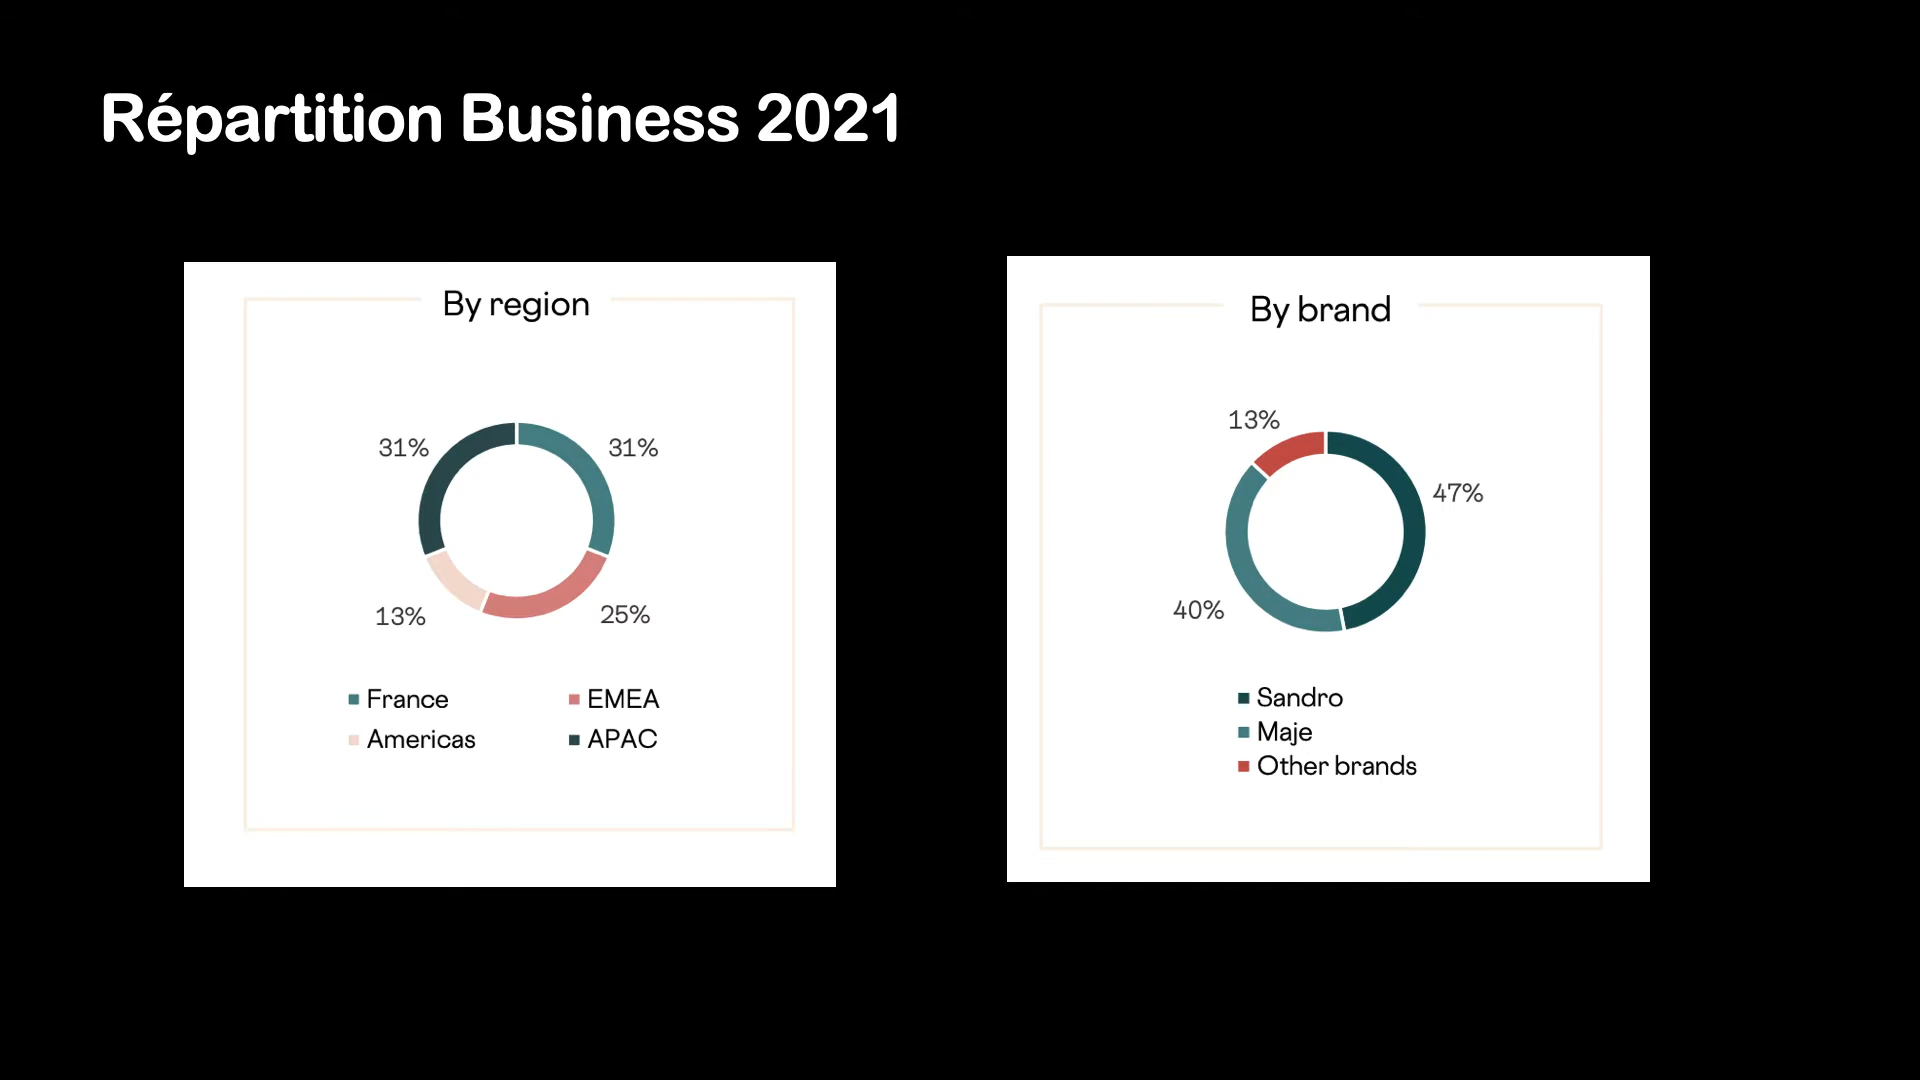 Répartition Business 2021
By region
31%
31%
13%
25%
France
EMEA
Americas
APAC
By brand
13%
47%
40%
Sandro
Maje
Other brands